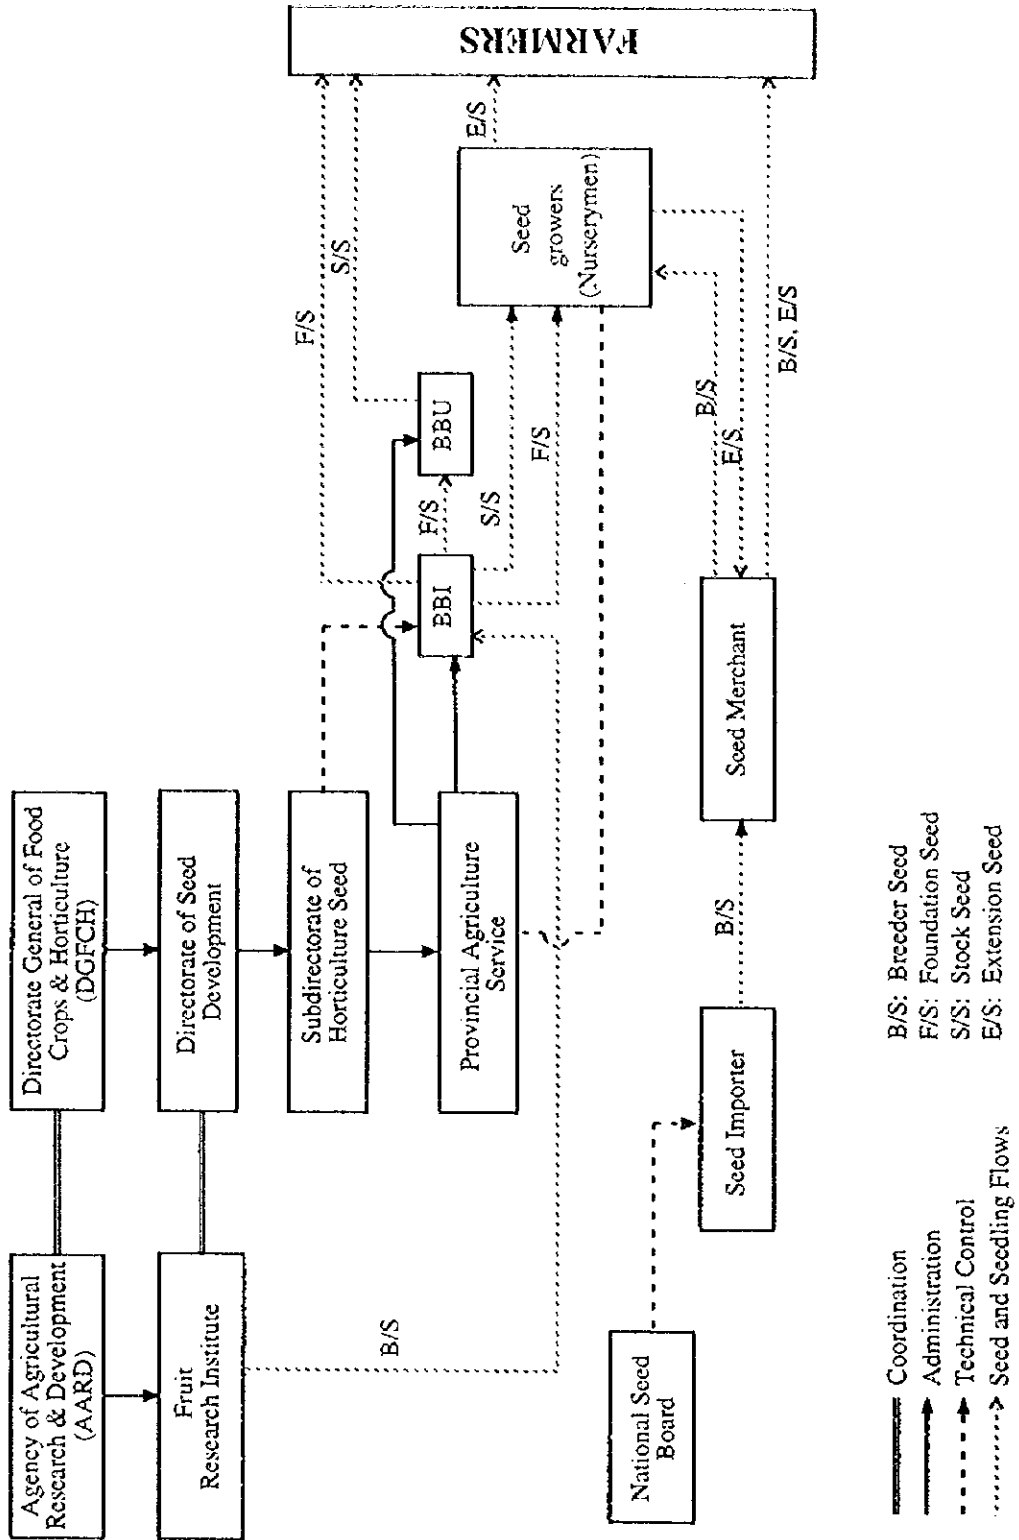 Agency of Agricultural
Research & Development
(AARD)
Directorate General of Food
Crops & Horticulture
(DGFCH)
Fruit
Research Institute
Directorate of Seed
Development
Subdirectorate of
Horticulture Seed
B/S
Provincial Agriculture
Service
F/S
S/S
BBI
F/S
BBU
S/S
F/S
Seed
growers
(Nurserymen)
E/S
FARMERS
National Seed
Board
Seed Importer
B/S
Seed Merchant
B/S
E/S
B/S, E/S
Coordination
Administration
Technical Control
Seed and Seedling Flows
B/S: Breeder Seed
F/S: Foundation Seed
S/S: Stock Seed
E/S: Extension Seed